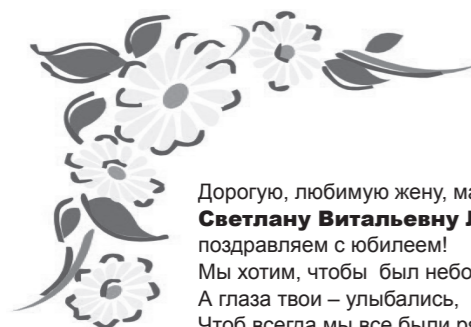 Дорогую, любимую жену,
Светлану Витальевну
поздравляем с юбилеем!
Мы хотим, чтобы был
А глаза твои – улыбались,
Чтоб всегда мы все были